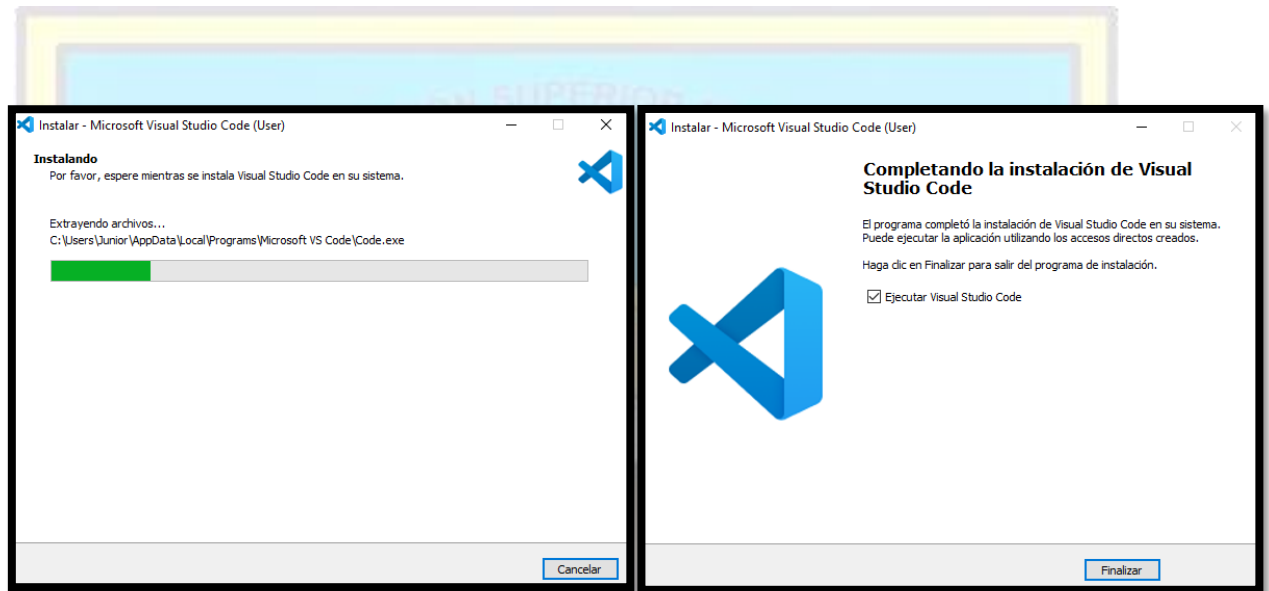 SUPERIOR
Instalar - Microsoft Visual Studio Code (User)
Instalando
Por favor, espere mientras se instala Visual Studio Code en su sistema.
Extrayendo archivos...
C:\Users\Junior\AppData\Local\Programs\Microsoft VS Code\Code.exe
Cancelar
Instalar - Microsoft Visual Studio Code (User)
Completando la instalación de Visual
Studio Code
El programa completó la instalación de Visual Studio Code en su sistema.
Puede ejecutar la aplicación utilizando los accesos directos creados.
Haga clic en Finalizar para salir del programa de instalación.
Ejecutar Visual Studio Code
Finalizar